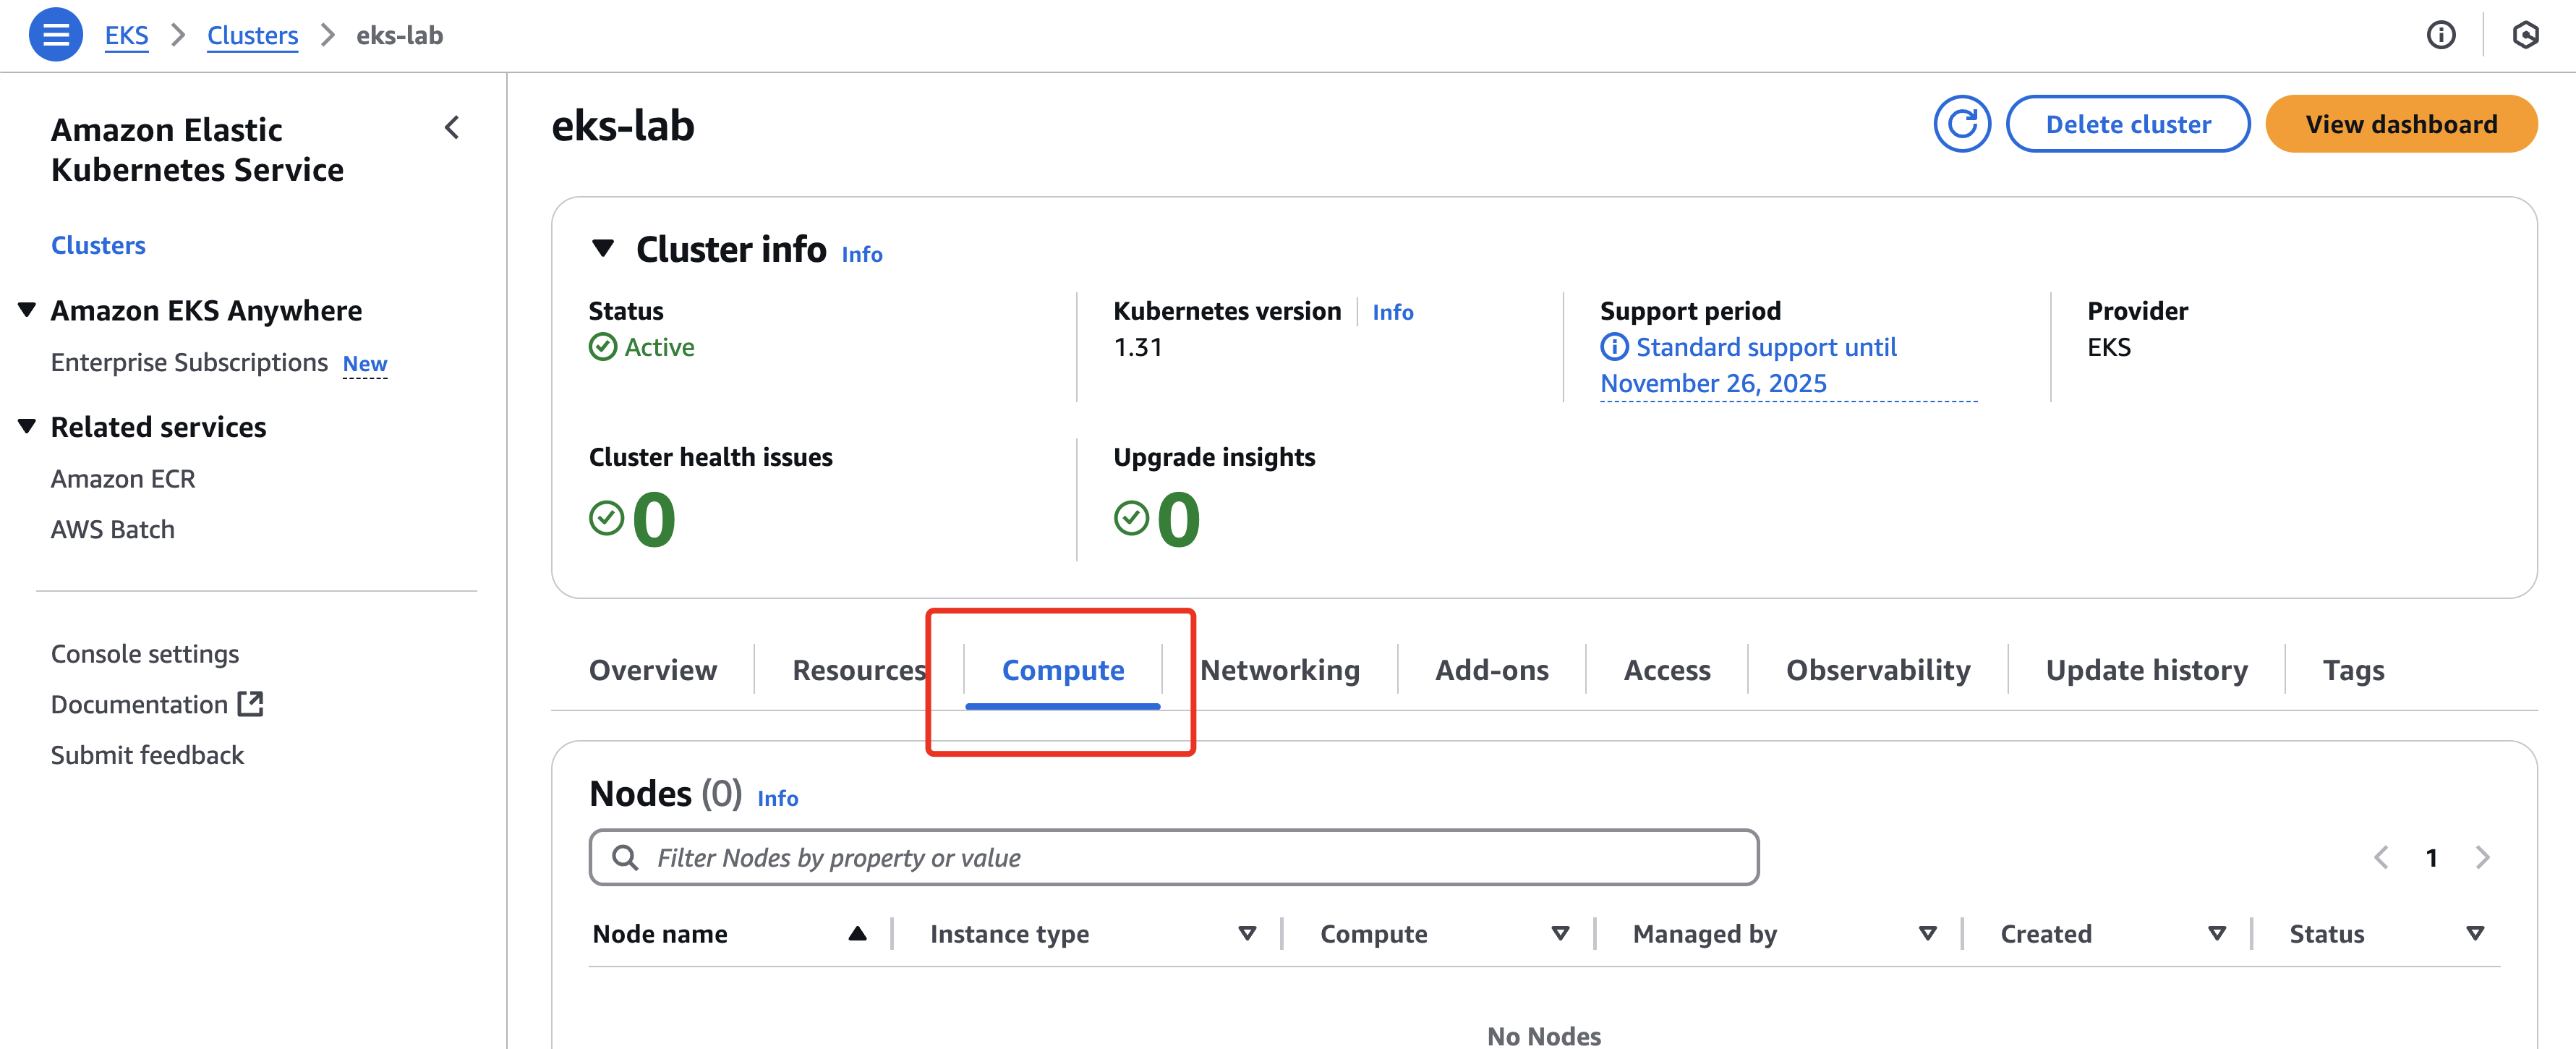 EKS > Clusters > eks-lab
Amazon Elastic
Kubernetes Service
Clusters
Amazon EKS Anywhere
Enterprise Subscriptions New
Related services
Amazon ECR
AWS Batch
Console settings
Documentation
Submit feedback
eks-lab
Delete cluster
View dashboard
Cluster info Info
Status
Active
Kubernetes version Info
1.31
Support period
Standard support until
November 26, 2025
Provider
EKS
Cluster health issues
0
Upgrade insights
0
Overview Resources Compute Networking Add-ons Access Observability Update history Tags
Nodes (0) Info
Filter Nodes by property or value
1
Node name Instance type Compute Managed by Created Status
No Nodes